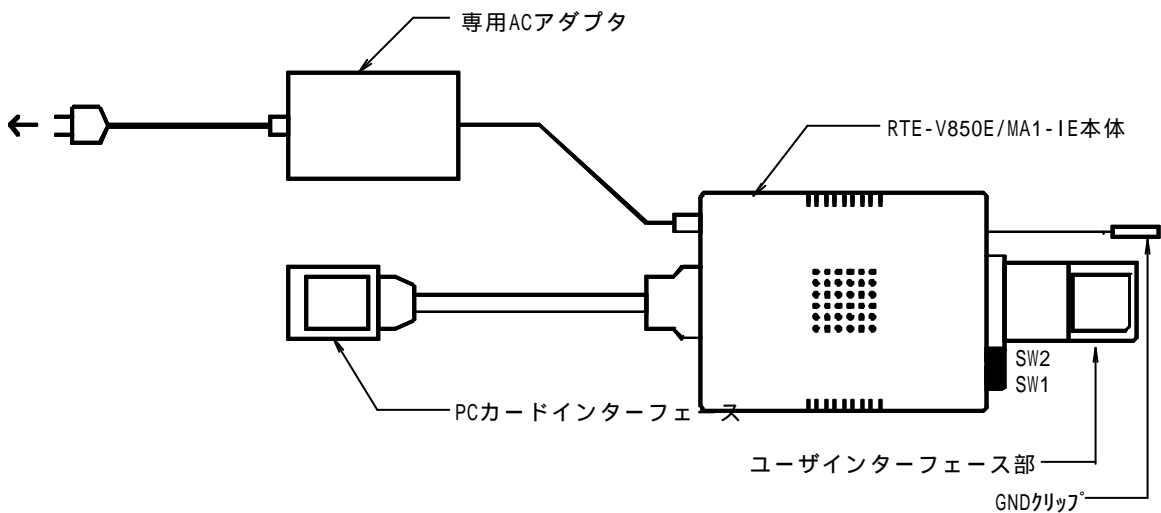 専用ACアダプタ
RTE-V850E/MA1-IE本体
SW2
SW1
PCカードインターフェース
ユーザインターフェース部
GNDクリップ